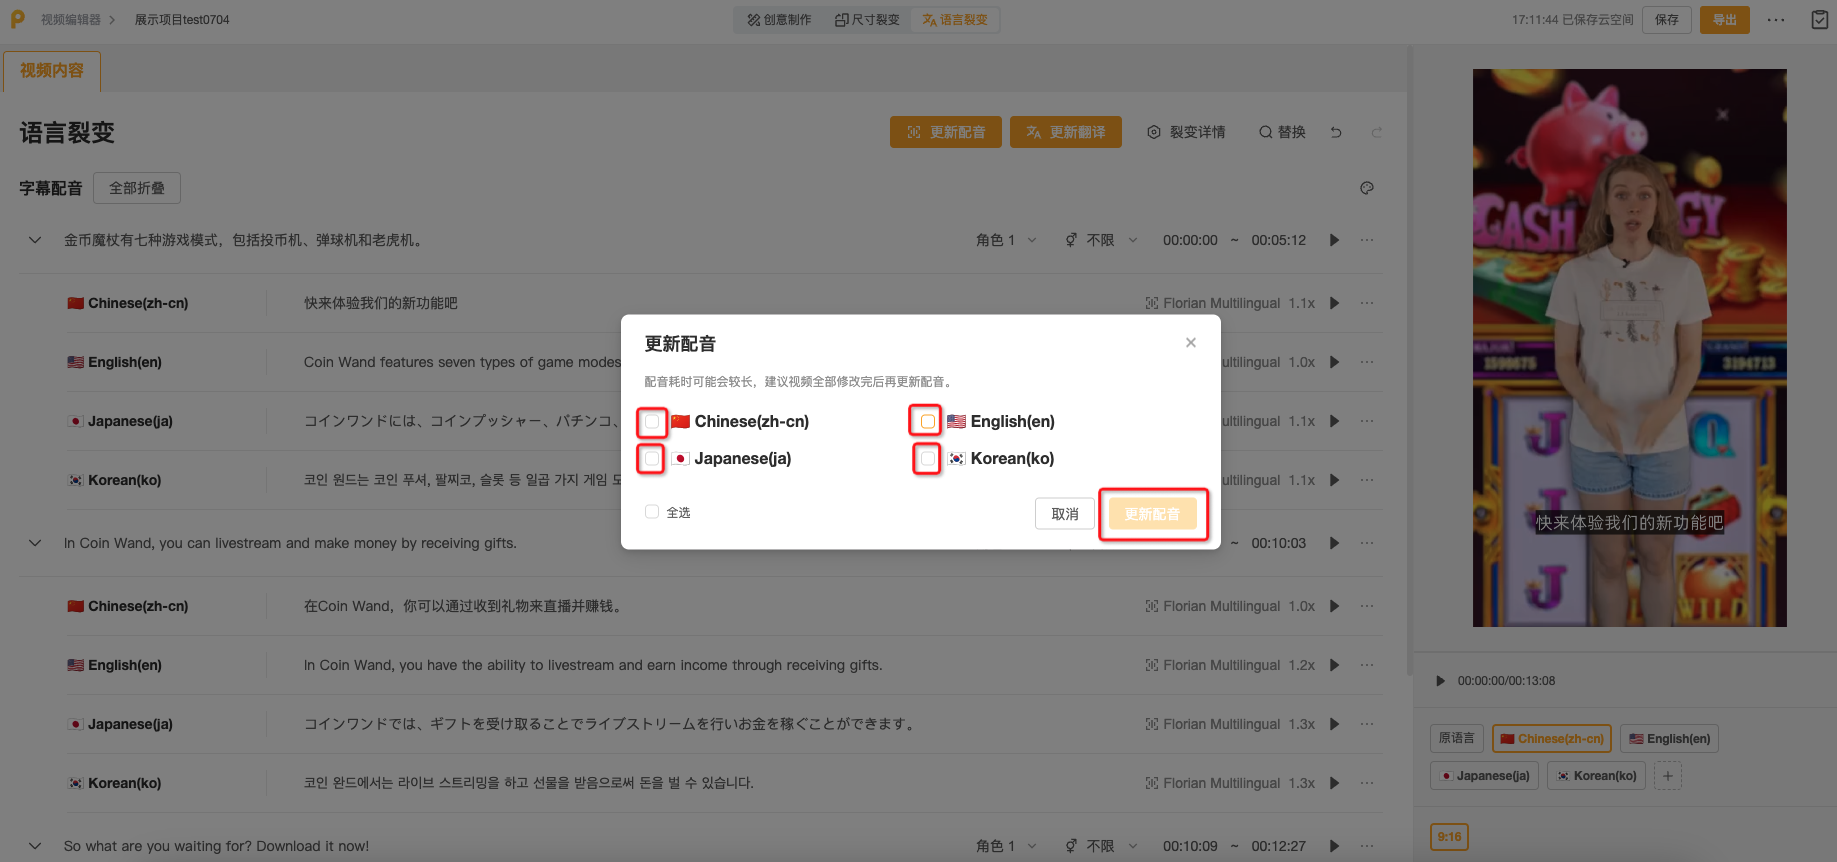 视频编辑器 > 展示项目test0704
创意制作 尺寸裂变 语言裂变
17:11:44 已保存云空间 保存 导出
视频内容
语言裂变
更新配音 更新翻译 裂变详情 替换
字幕配音 全部折叠
金币魔杖有七种游戏模式，包括投币机、弹球机和老虎机。 角色 1 不限 00:00:00 ~ 00:05:12
Chinese(zh-cn) 快来体验我们的新功能吧 Florian Multilingual 1.1x
English(en) Coin Wand features seven types of game modes 1.0x
Japanese(ja) コインワンドには、コインプッシャー、パチンコ、 1.1x
Korean(ko) 코인 원드는 코인 푸셔, 팔찌코, 슬롯 등 일곱 가지 게임 1.1x
In Coin Wand, you can livestream and make money by receiving gifts. ~ 00:10:03
Chinese(zh-cn) 在Coin Wand，你可以通过收到礼物来直播并赚钱。 Florian Multilingual 1.0x
English(en) In Coin Wand, you have the ability to livestream and earn income through receiving gifts. Florian Multilingual 1.2x
Japanese(ja) コインワンドでは、ギフトを受け取ることでライブストリームを行いお金を稼ぐことができます。 Florian Multilingual 1.3x
Korean(ko) 코인 완드에서는 라이브 스트리밍을 하고 선물을 받음으로써 돈을 벌 수 있습니다. Florian Multilingual 1.3x
So what are you waiting for? Download it now! 角色 1 不限 00:10:09 ~ 00:12:27
更新配音
配音耗时可能会较长，建议视频全部修改完后再更新配音。
Chinese(zh-cn) English(en)
Japanese(ja) Korean(ko)
全选 取消 更新配音
CASH
快来体验我们的新功能吧
WILD
00:00:00/00:13:08
原语言 Chinese(zh-cn) English(en)
Japanese(ja) Korean(ko) +
9:16